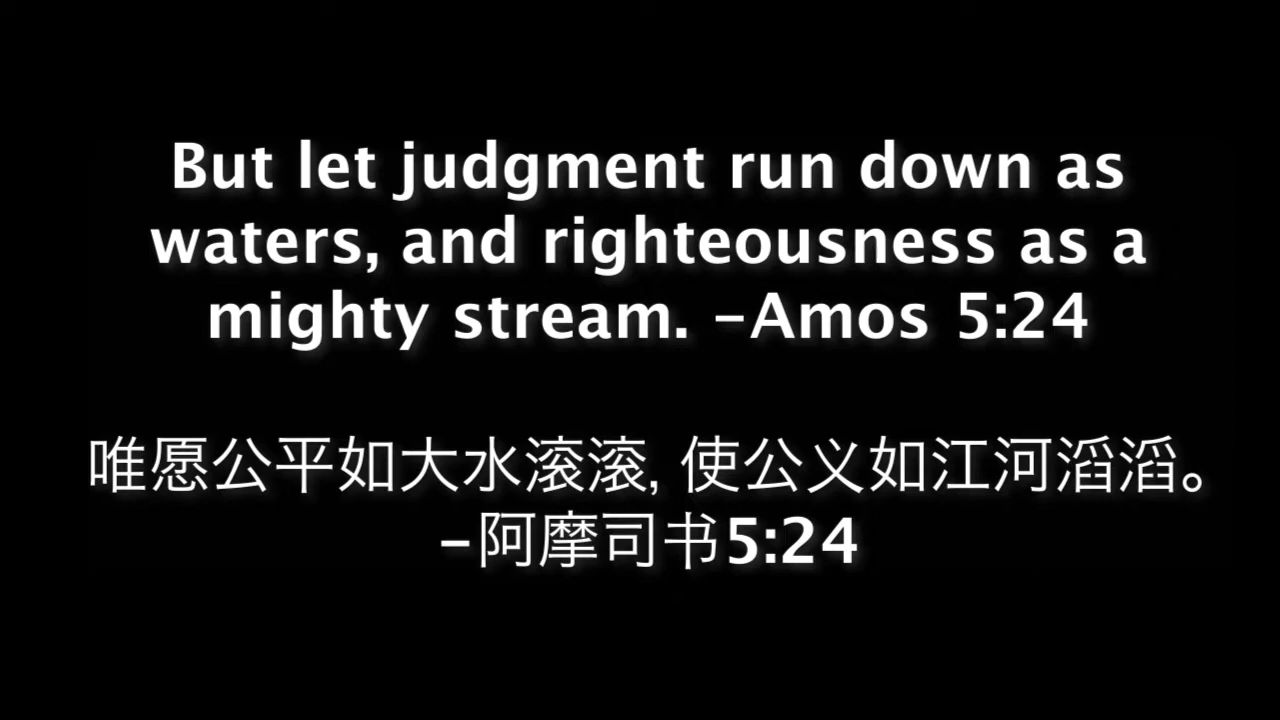 But let judgment run down as
waters, and righteousness as a
mighty stream. -Amos 5:24
唯愿公平如大水滚滚, 使公义如江河滔滔。
-阿摩司书5:24